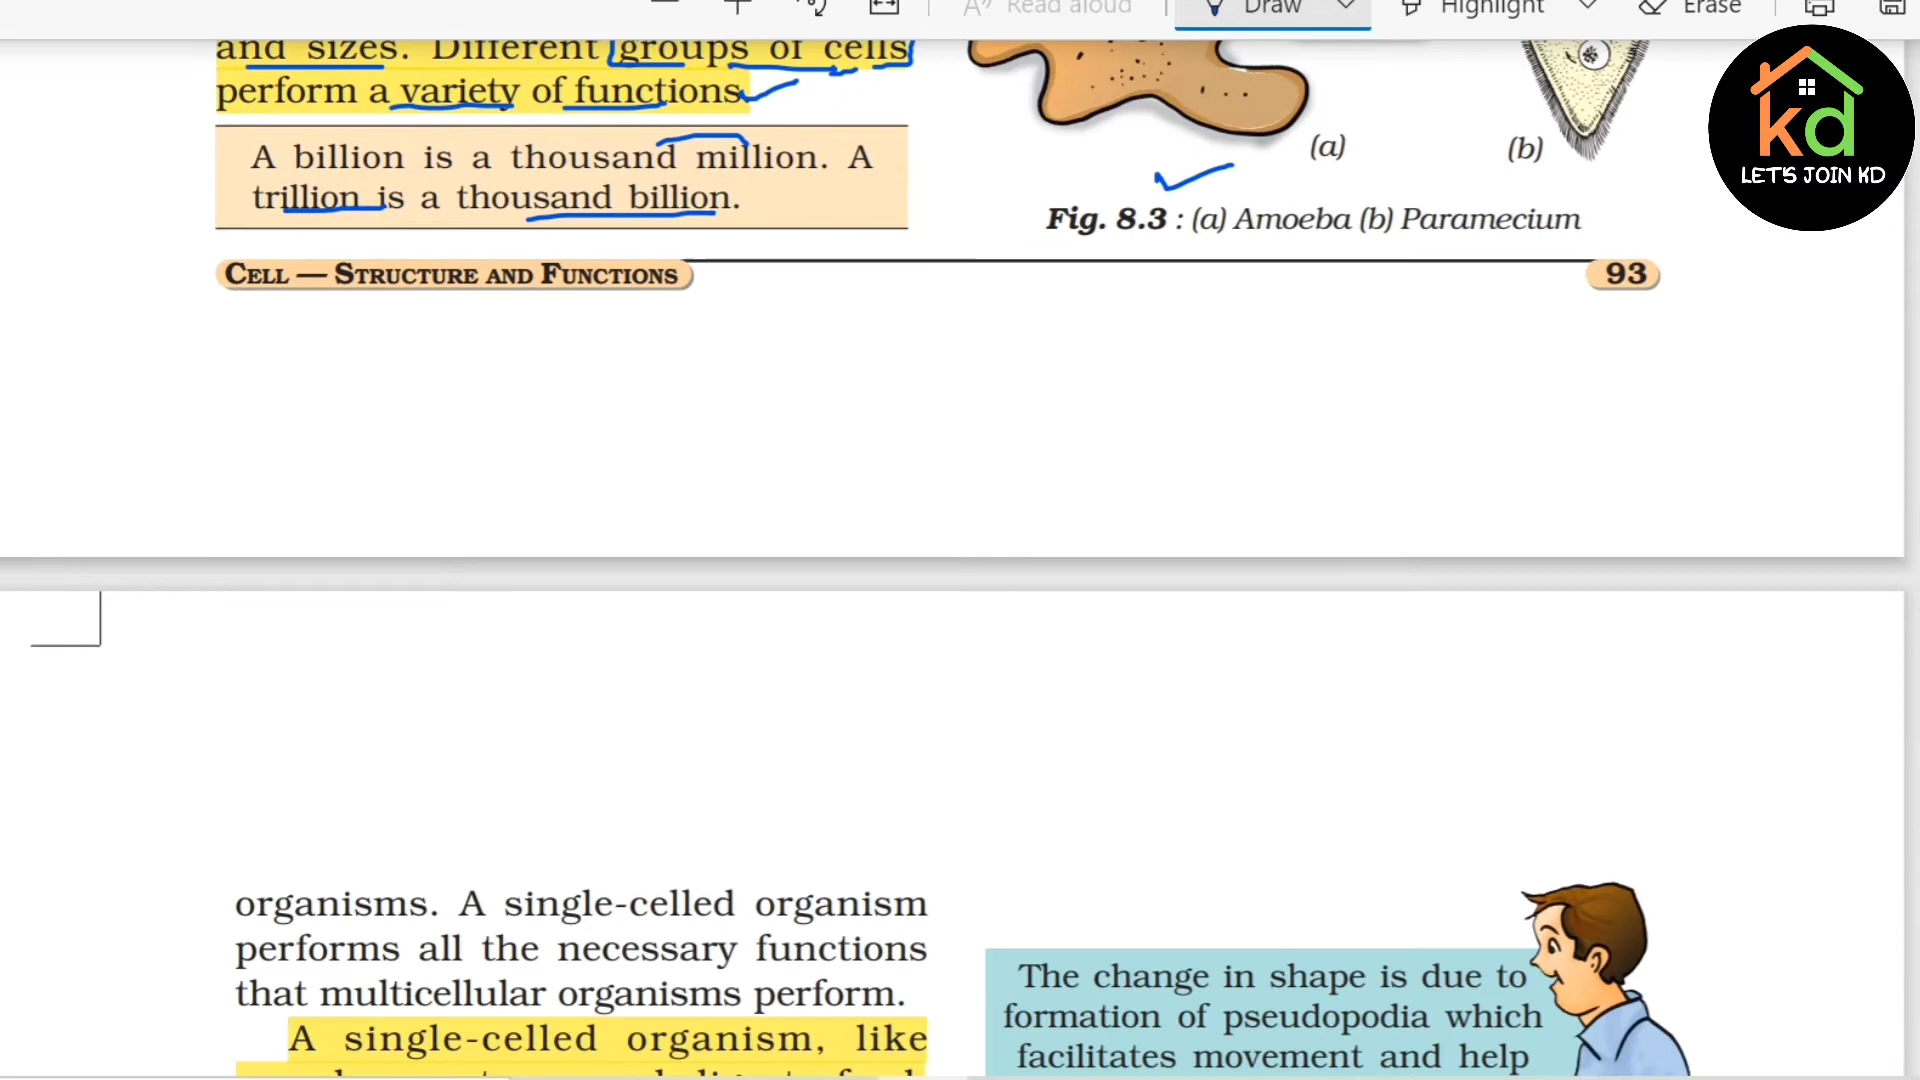 Read aloud
Draw
Highlight
Erase
and sizes. Different groups of cells
perform a variety of functions
A billion is a thousand million. A
trillion is a thousand billion.
(a)
(b)
Fig. 8.3 : (a) Amoeba (b) Paramecium
kd
LET'S JOIN KD
CELL — STRUCTURE AND FUNCTIONS
93
organisms. A single-celled organism
performs all the necessary functions
that multicellular organisms perform.
A single-celled organism, like
The change in shape is due to
formation of pseudopodia which
facilitates movement and help